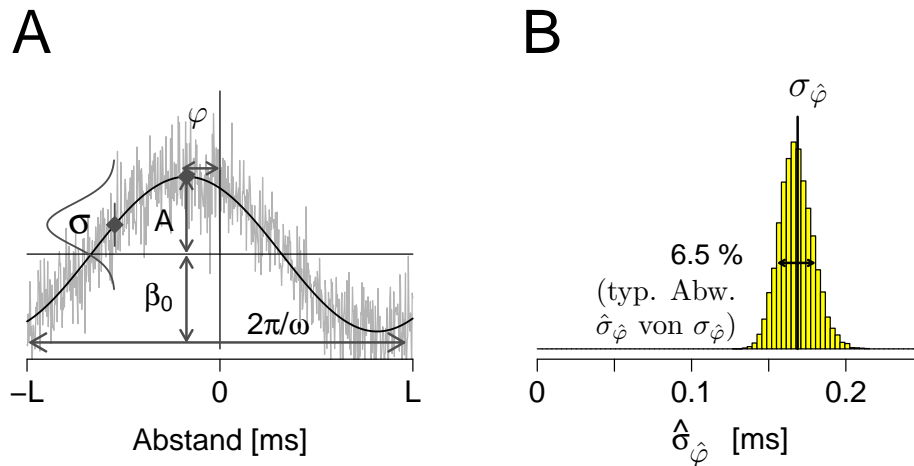 A
φ
σ
A
β₀
2π/ω
−L
0
L
Abstand [ms]
B
σ_φ̂
6.5 %
(typ. Abw.
σ̂_φ̂ von σ_φ̂)
0
0.1
0.2
σ̂_φ̂ [ms]